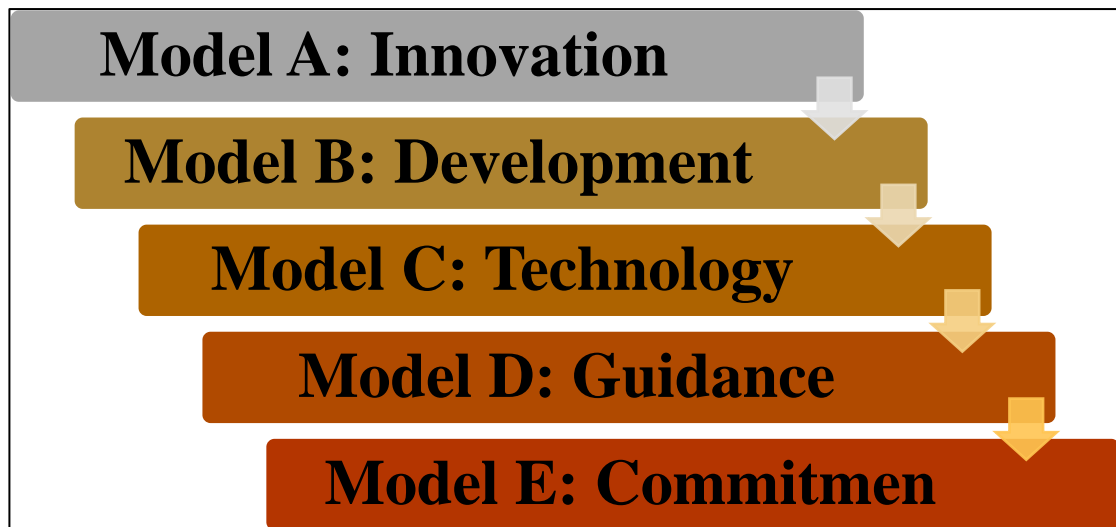 Model A: Innovation
Model B: Development
Model C: Technology
Model D: Guidance
Model E: Commitmen